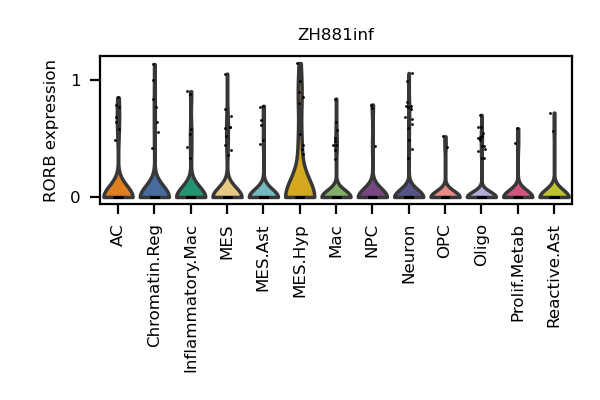 ZH881inf
RORB expression
1
0
AC
Chromatin.Reg
Inflammatory.Mac
MES
MES.Ast
MES.Hyp
Mac
NPC
Neuron
OPC
Oligo
Prolif.Metab
Reactive.Ast